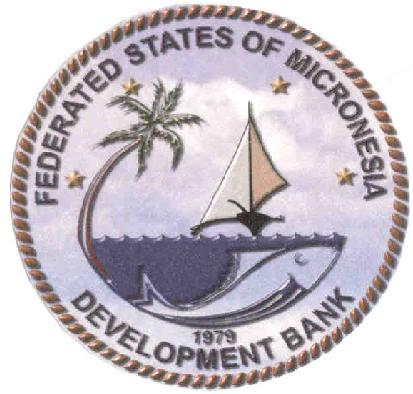 FEDERATED STATES OF MICRONESIA
1979
DEVELOPMENT BANK